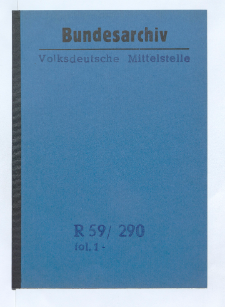 Bundesarchiv
Volksdeutsche Mittelstelle
R 59/ 290
fol. 1-